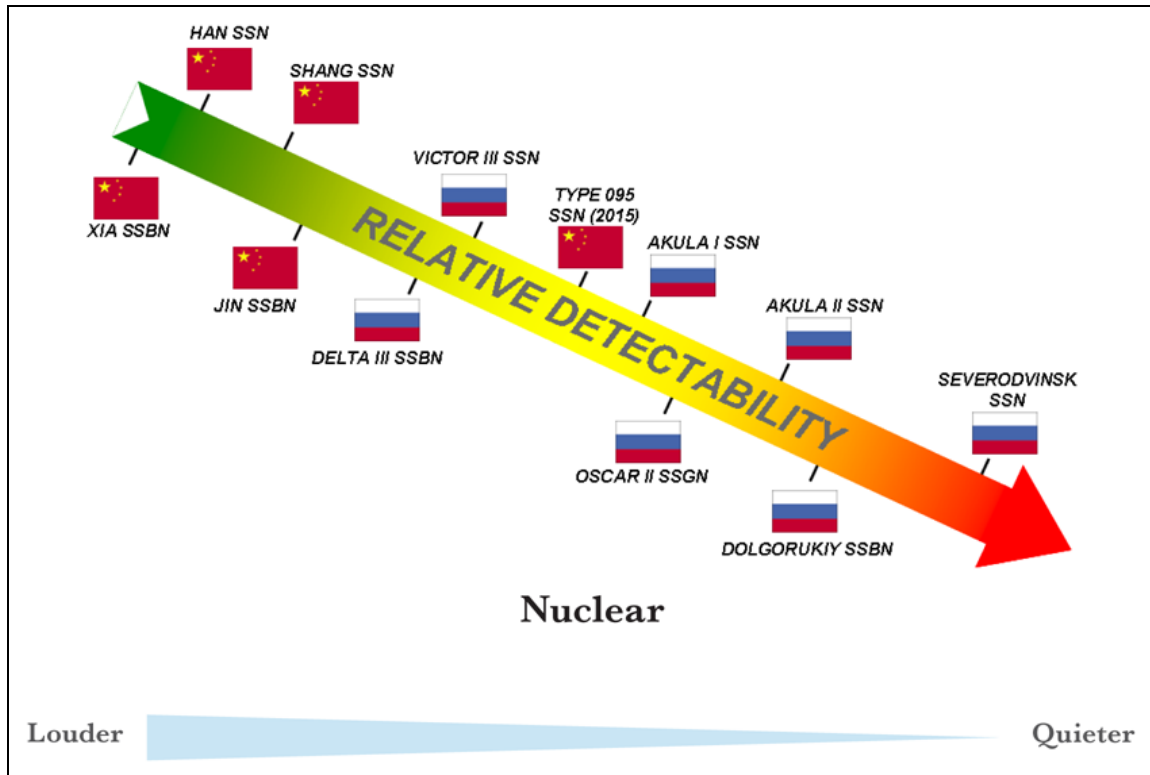 HAN SSN
SHANG SSN
XIA SSBN
VICTOR III SSN
TYPE 095
SSN (2015)
AKULA I SSN
JIN SSBN
DELTA III SSBN
RELATIVE DETECTABILITY
AKULA II SSN
SEVERODVINSK
SSN
OSCAR II SSGN
DOLGORUKIY SSBN
Nuclear
Louder
Quieter